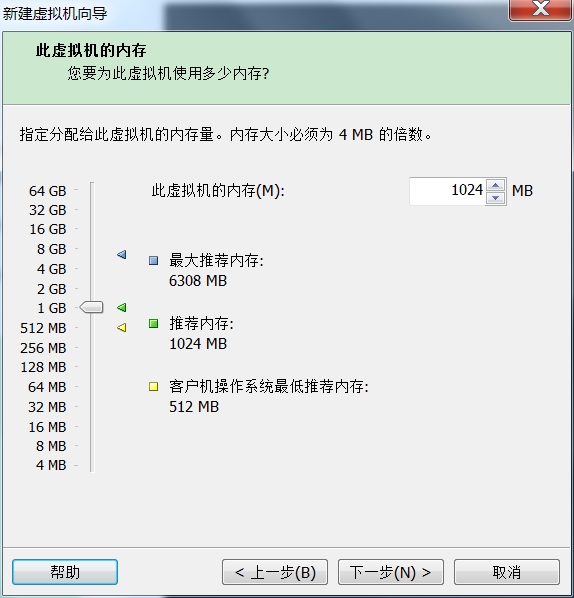 新建虚拟机向导
此虚拟机的内存
您要为此虚拟机使用多少内存?
指定分配给此虚拟机的内存量。内存大小必须为 4 MB 的倍数。
64 GB
此虚拟机的内存(M):
1024
MB
32 GB
16 GB
8 GB
4 GB
2 GB
1 GB
512 MB
256 MB
128 MB
64 MB
32 MB
16 MB
8 MB
4 MB
最大推荐内存:
6308 MB
推荐内存:
1024 MB
客户机操作系统最低推荐内存:
512 MB
帮助
< 上一步(B)
下一步(N) >
取消